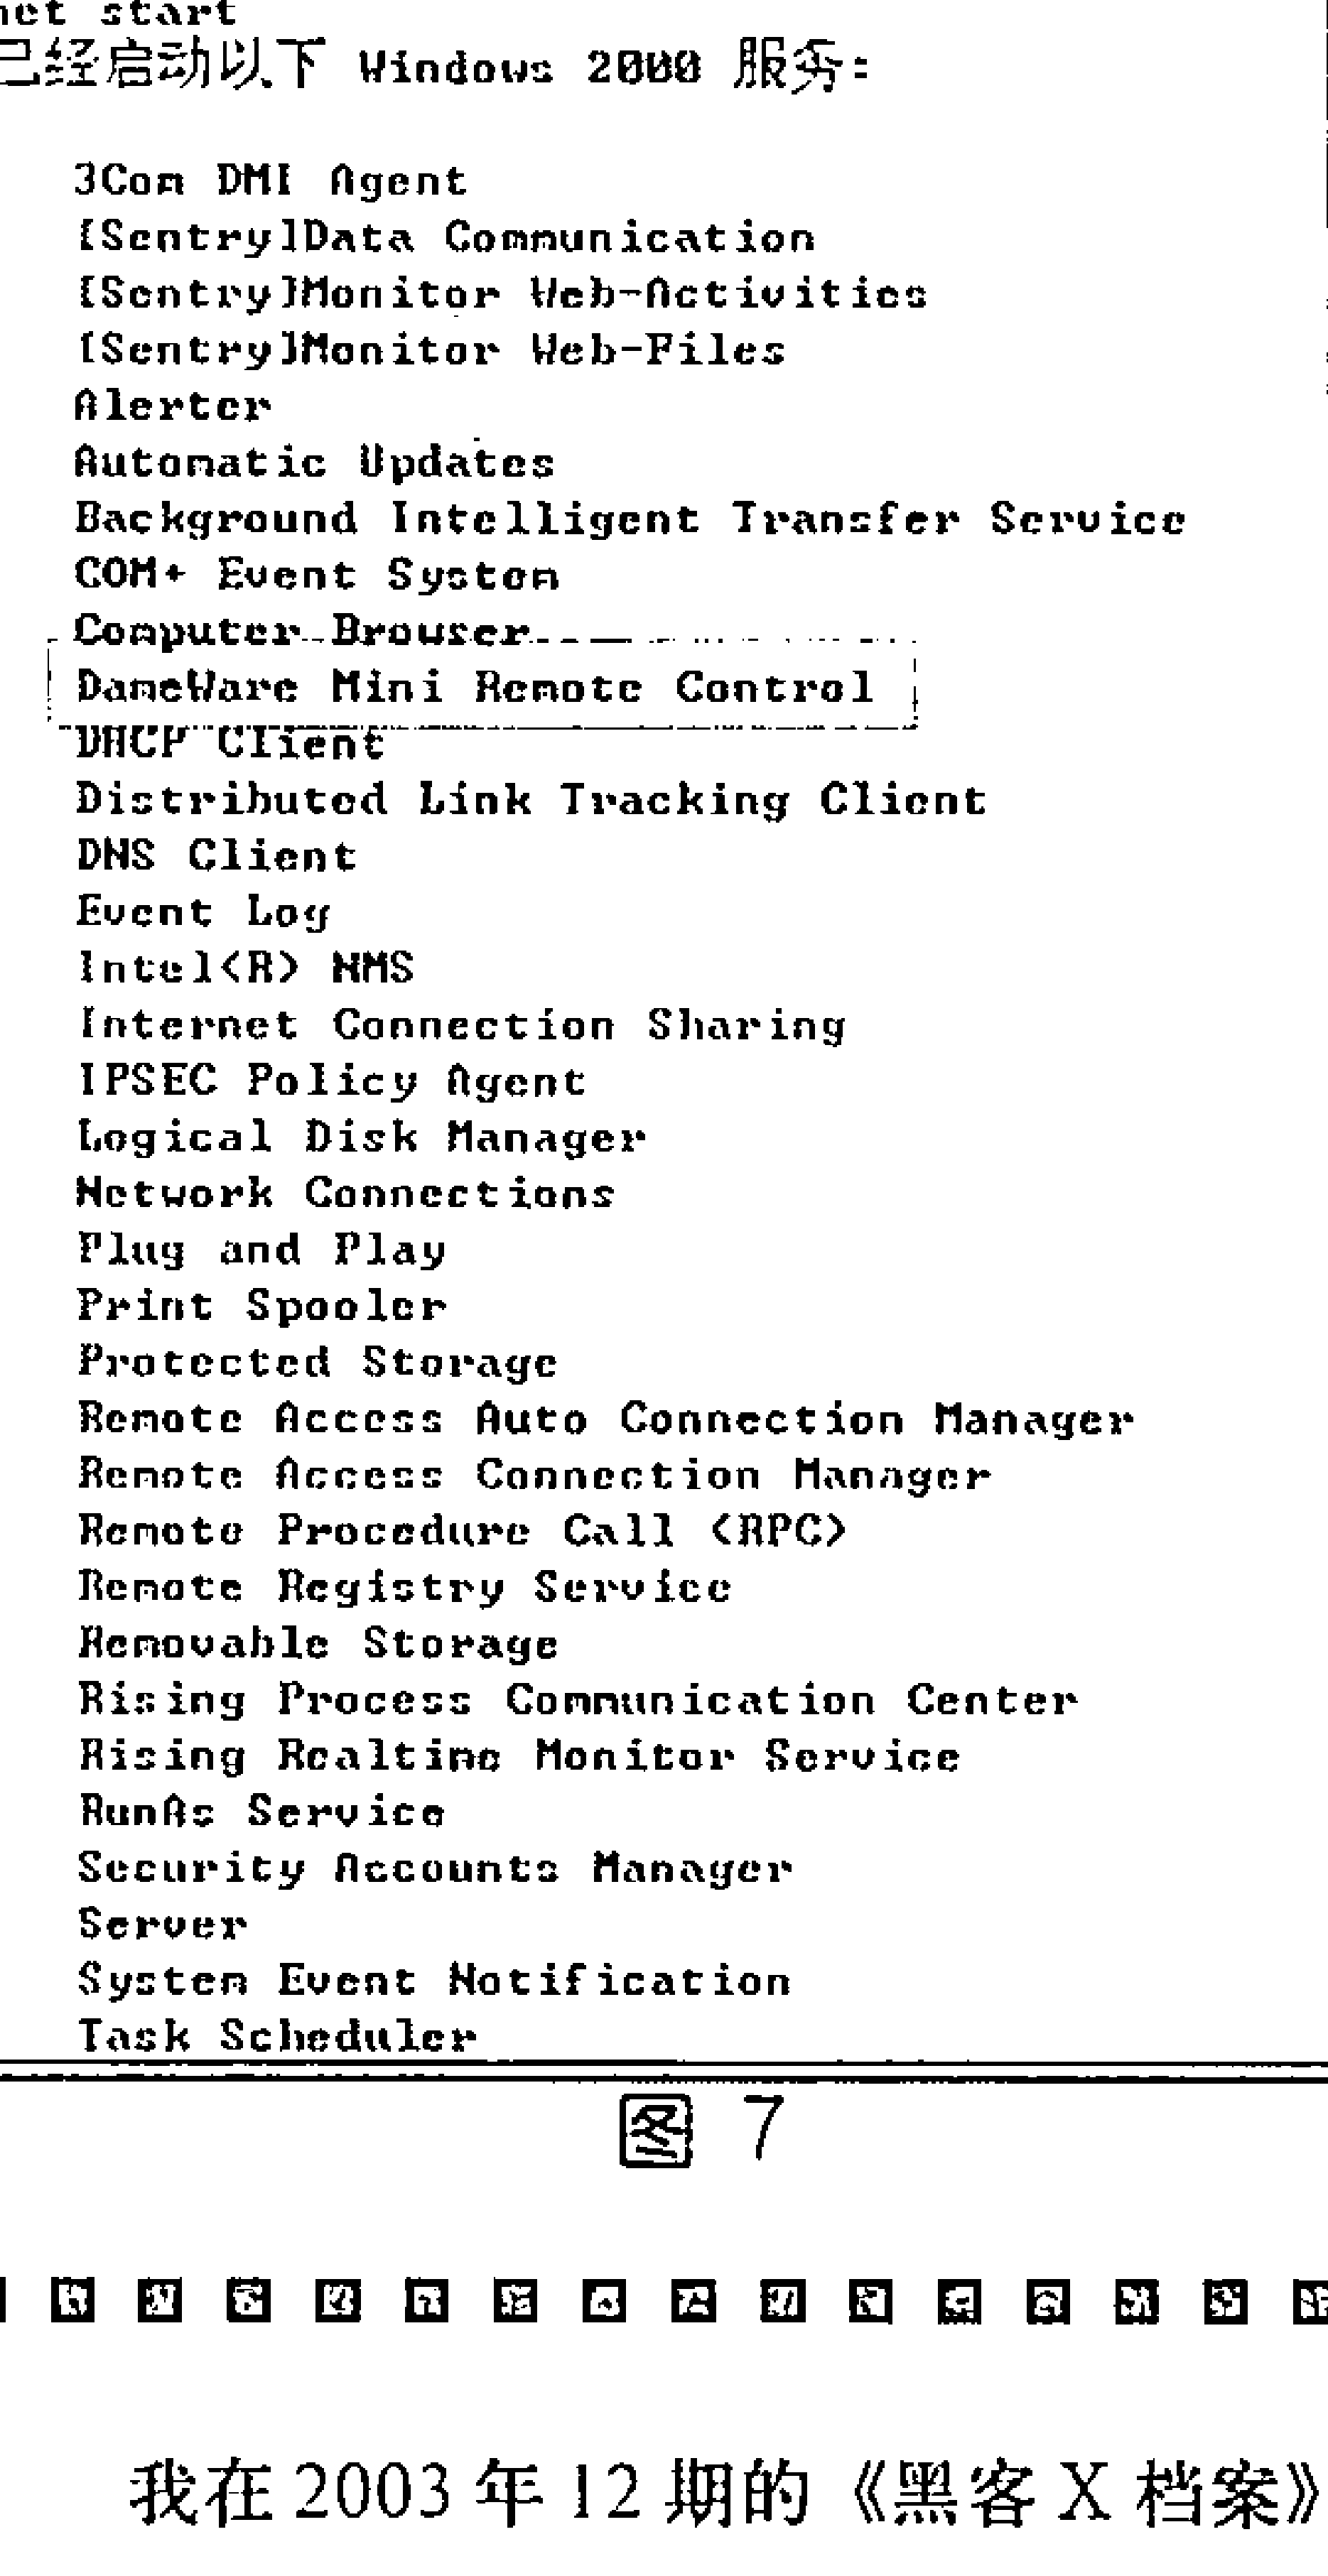 net start
已经启动以下 Windows 2000 服务:
3Com DMI Agent
[Sentry]Data Communication
[Sentry]Monitor Web-Activities
[Sentry]Monitor Web-Files
Alerter
Automatic Updates
Background Intelligent Transfer Service
COM+ Event System
Computer Browser
DameWare Mini Remote Control
DHCP Client
Distributed Link Tracking Client
DNS Client
Event Log
Intel(R) NMS
Internet Connection Sharing
IPSEC Policy Agent
Logical Disk Manager
Network Connections
Plug and Play
Print Spooler
Protected Storage
Remote Access Auto Connection Manager
Remote Access Connection Manager
Remote Procedure Call (RPC)
Remote Registry Service
Removable Storage
Rising Process Communication Center
Rising Realtime Monitor Service
RunAs Service
Security Accounts Manager
Server
System Event Notification
Task Scheduler
图 7
我在 2003 年 12 期的《黑客 X 档案》